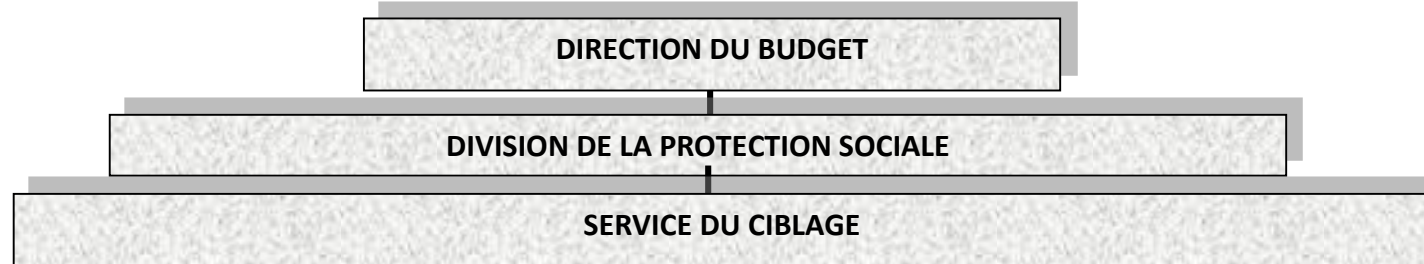 DIRECTION DU BUDGET
DIVISION DE LA PROTECTION SOCIALE
SERVICE DU CIBLAGE